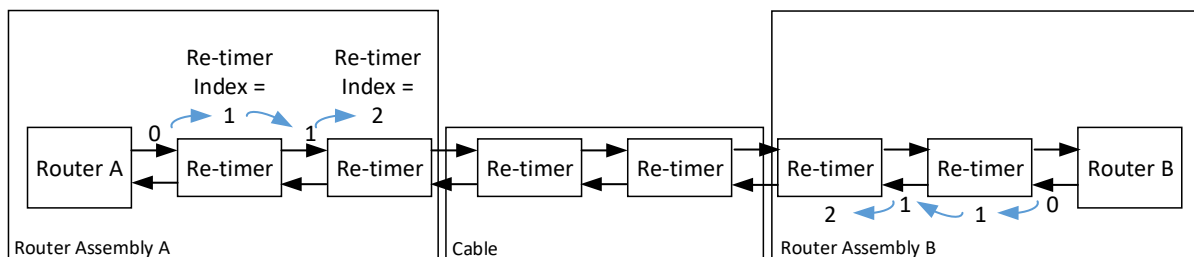 Re-timer Index = 1
Re-timer Index = 2
0
1
Router A
Re-timer
Re-timer
Re-timer
Re-timer
Re-timer
Re-timer
Router B
2
1
1
0
Router Assembly A
Cable
Router Assembly B